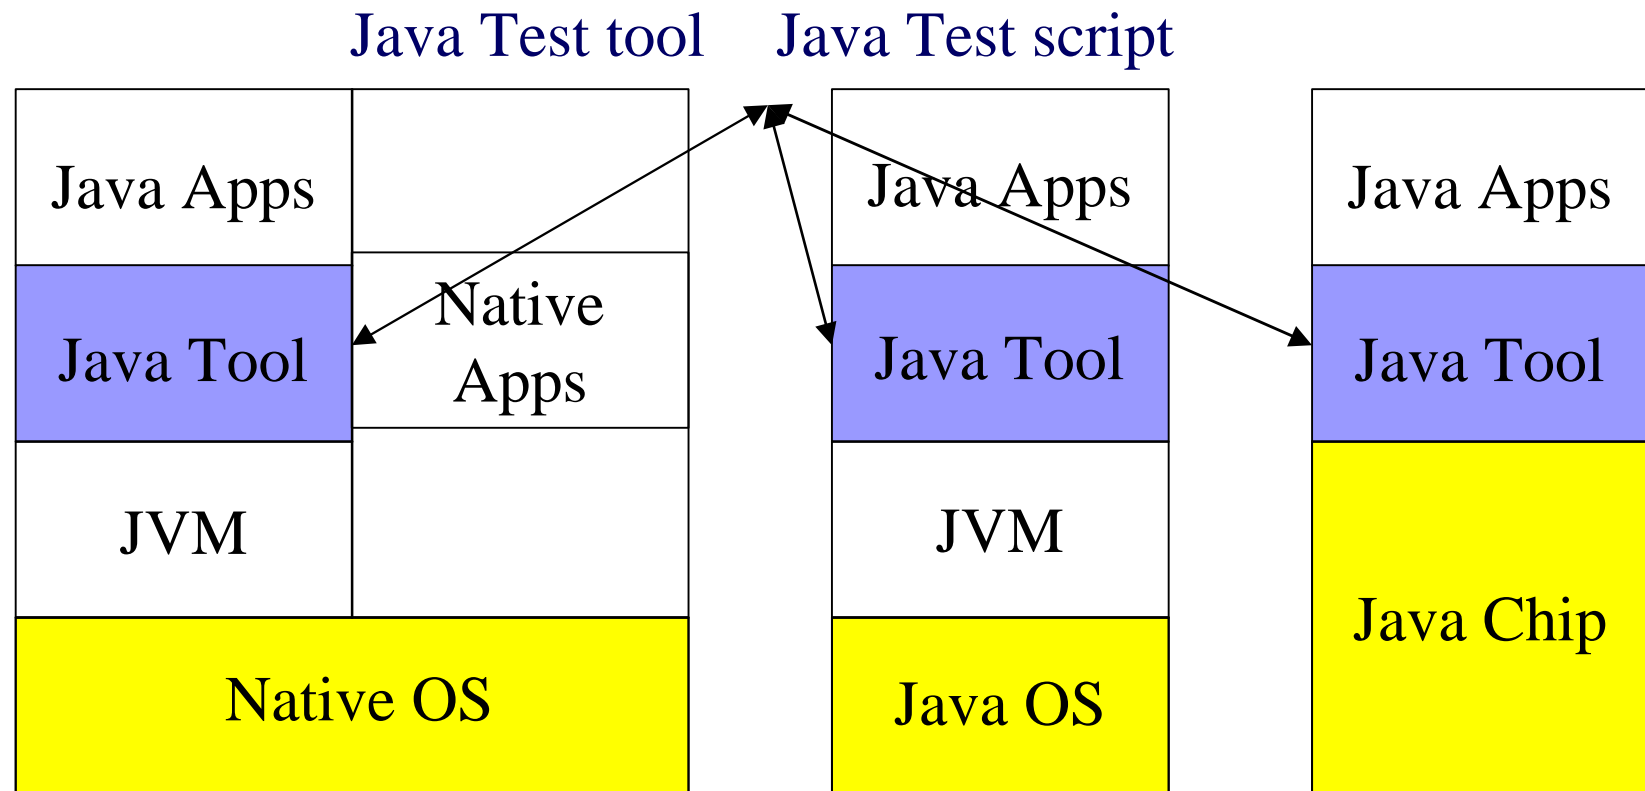 Java Test tool
Java Test script
Java Apps
Native
Apps
Java Tool
JVM
Native OS
Java Apps
Java Tool
JVM
Java OS
Java Apps
Java Tool
Java Chip